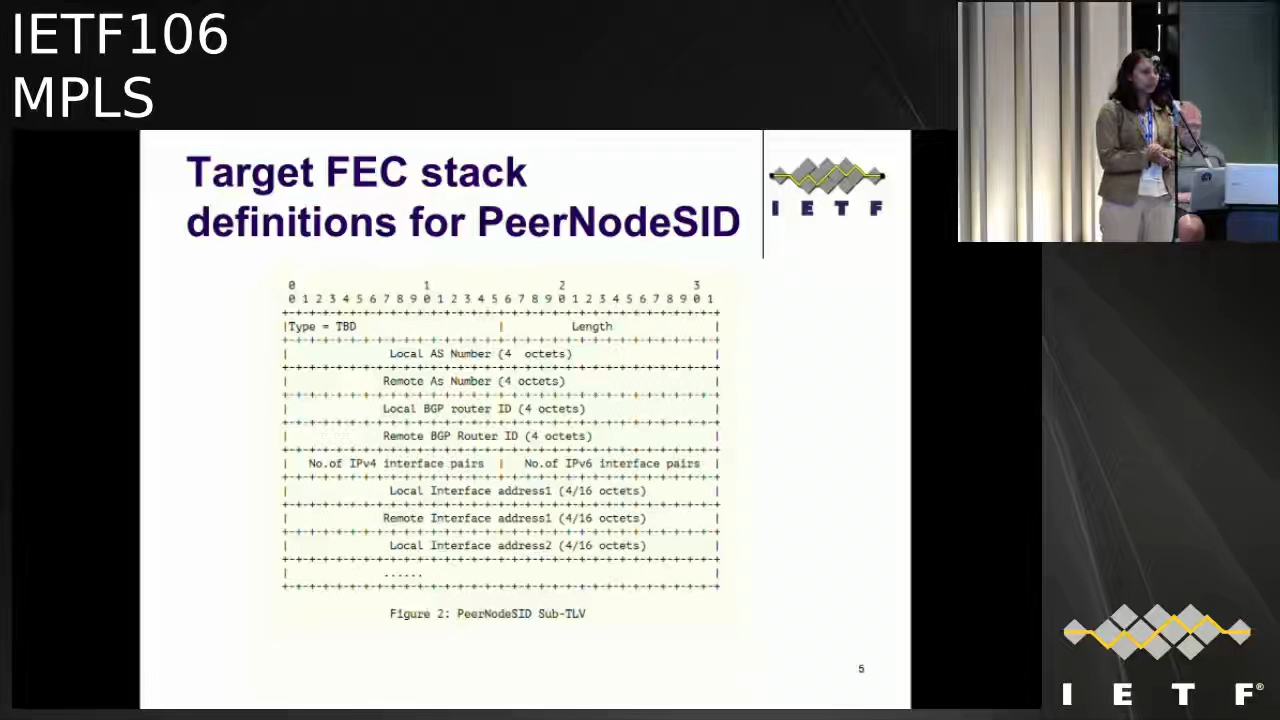 IETF106
MPLS
Target FEC stack
definitions for PeerNodeSID
I E T F
0 1 2 3
0 1 2 3 4 5 6 7 8 9 0 1 2 3 4 5 6 7 8 9 0 1 2 3 4 5 6 7 8 9 0 1
+-+-+-+-+-+-+-+-+-+-+-+-+-+-+-+-+-+-+-+-+-+-+-+-+-+-+-+-+-+-+-+-+
|Type = TBD | Length |
+-+-+-+-+-+-+-+-+-+-+-+-+-+-+-+-+-+-+-+-+-+-+-+-+-+-+-+-+-+-+-+-+
| Local AS Number (4 octets) |
+-+-+-+-+-+-+-+-+-+-+-+-+-+-+-+-+-+-+-+-+-+-+-+-+-+-+-+-+-+-+-+-+
| Remote As Number (4 octets) |
+-+-+-+-+-+-+-+-+-+-+-+-+-+-+-+-+-+-+-+-+-+-+-+-+-+-+-+-+-+-+-+-+
| Local BGP router ID (4 octets) |
+-+-+-+-+-+-+-+-+-+-+-+-+-+-+-+-+-+-+-+-+-+-+-+-+-+-+-+-+-+-+-+-+
| Remote BGP Router ID (4 octets) |
+-+-+-+-+-+-+-+-+-+-+-+-+-+-+-+-+-+-+-+-+-+-+-+-+-+-+-+-+-+-+-+-+
| No.of IPv4 interface pairs | No.of IPv6 interface pairs |
+-+-+-+-+-+-+-+-+-+-+-+-+-+-+-+-+-+-+-+-+-+-+-+-+-+-+-+-+-+-+-+-+
| Local Interface address1 (4/16 octets) |
+-+-+-+-+-+-+-+-+-+-+-+-+-+-+-+-+-+-+-+-+-+-+-+-+-+-+-+-+-+-+-+-+
| Remote Interface address1 (4/16 octets) |
+-+-+-+-+-+-+-+-+-+-+-+-+-+-+-+-+-+-+-+-+-+-+-+-+-+-+-+-+-+-+-+-+
| Local Interface address2 (4/16 octets) |
+-+-+-+-+-+-+-+-+-+-+-+-+-+-+-+-+-+-+-+-+-+-+-+-+-+-+-+-+-+-+-+-+
| ...... |
+-+-+-+-+-+-+-+-+-+-+-+-+-+-+-+-+-+-+-+-+-+-+-+-+-+-+-+-+-+-+-+-+
Figure 2: PeerNodeSID Sub-TLV
5
I E T F®